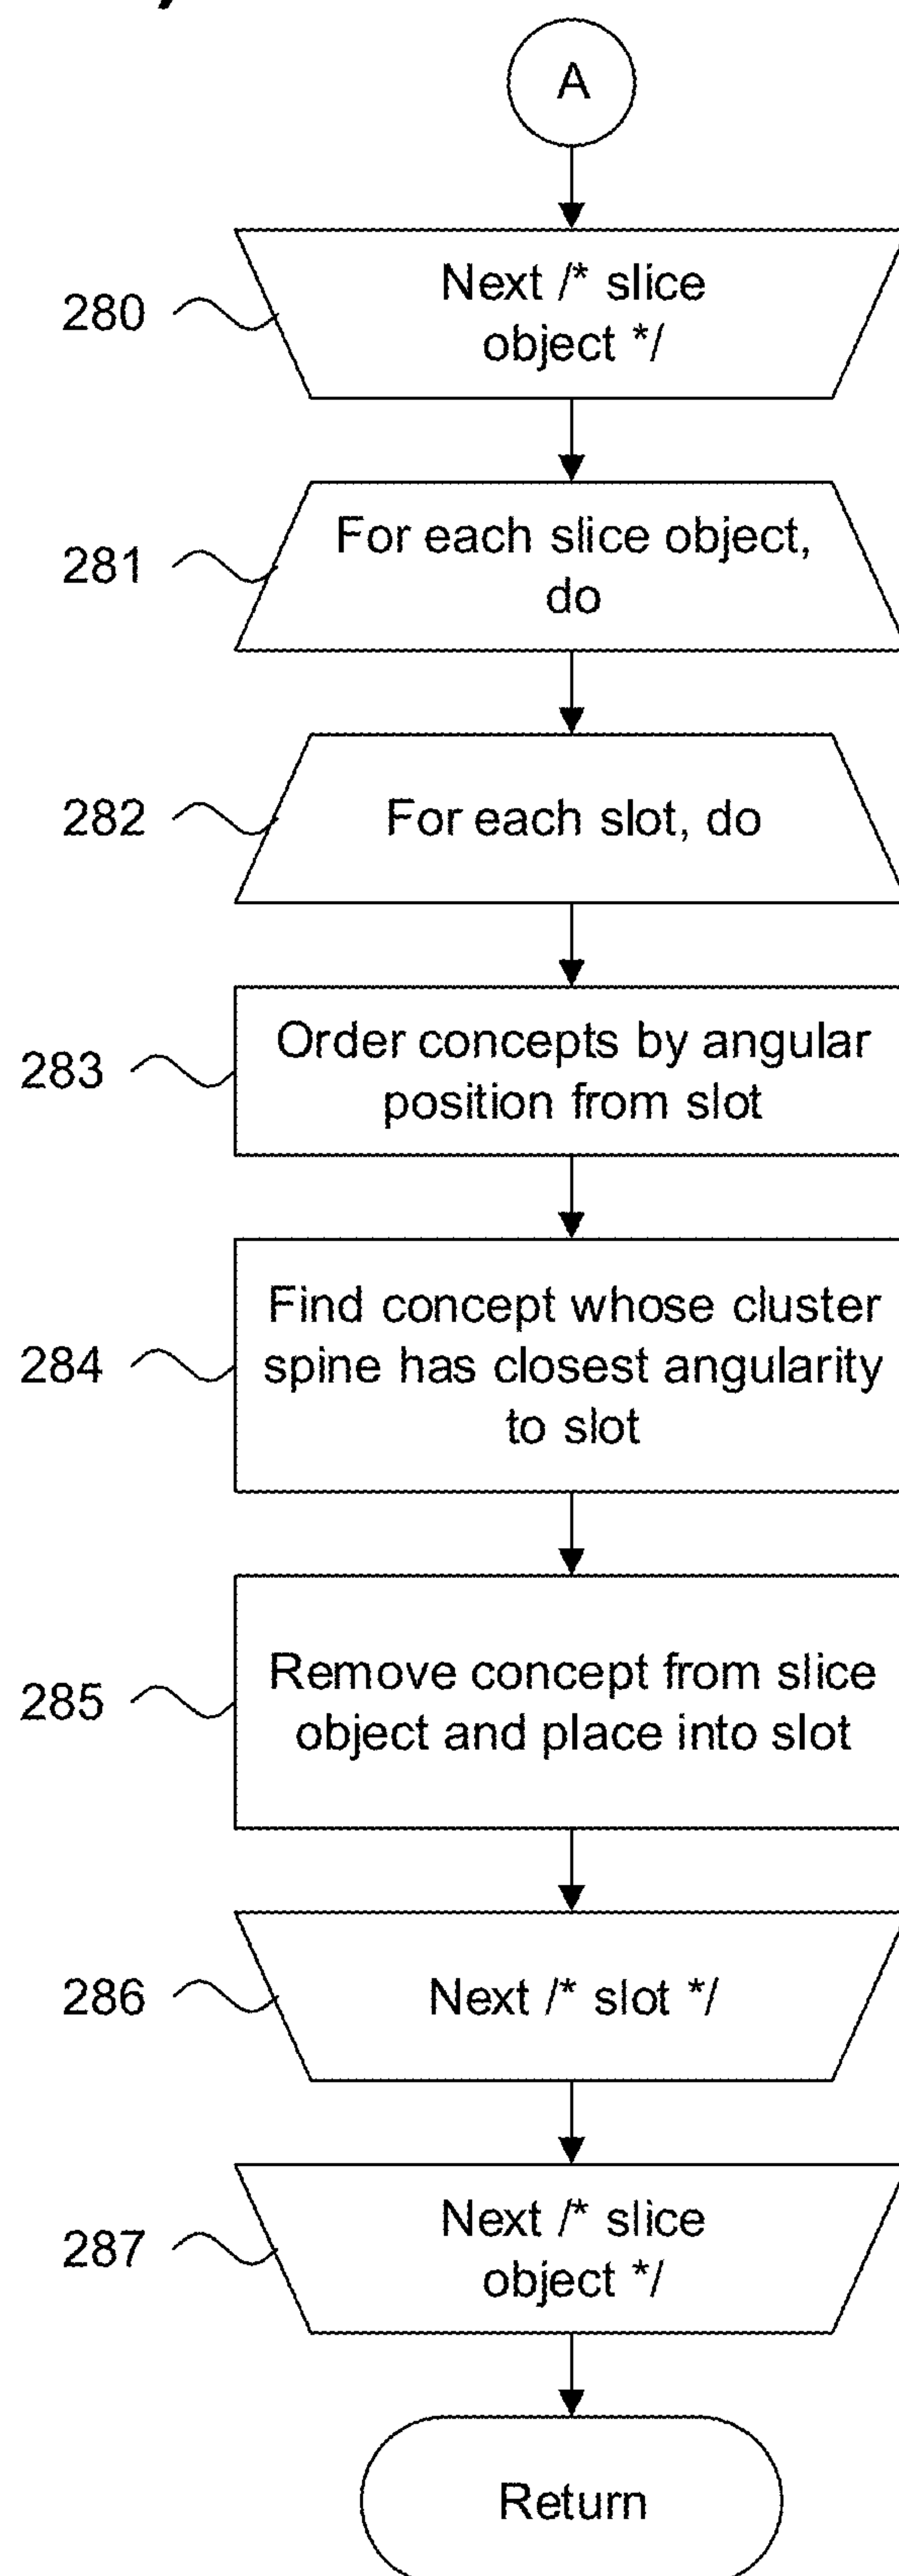 A
280
Next /* slice
object */
281
For each slice object,
do
282
For each slot, do
283
Order concepts by angular
position from slot
284
Find concept whose cluster
spine has closest angularity
to slot
285
Remove concept from slice
object and place into slot
286
Next /* slot */
287
Next /* slice
object */
Return